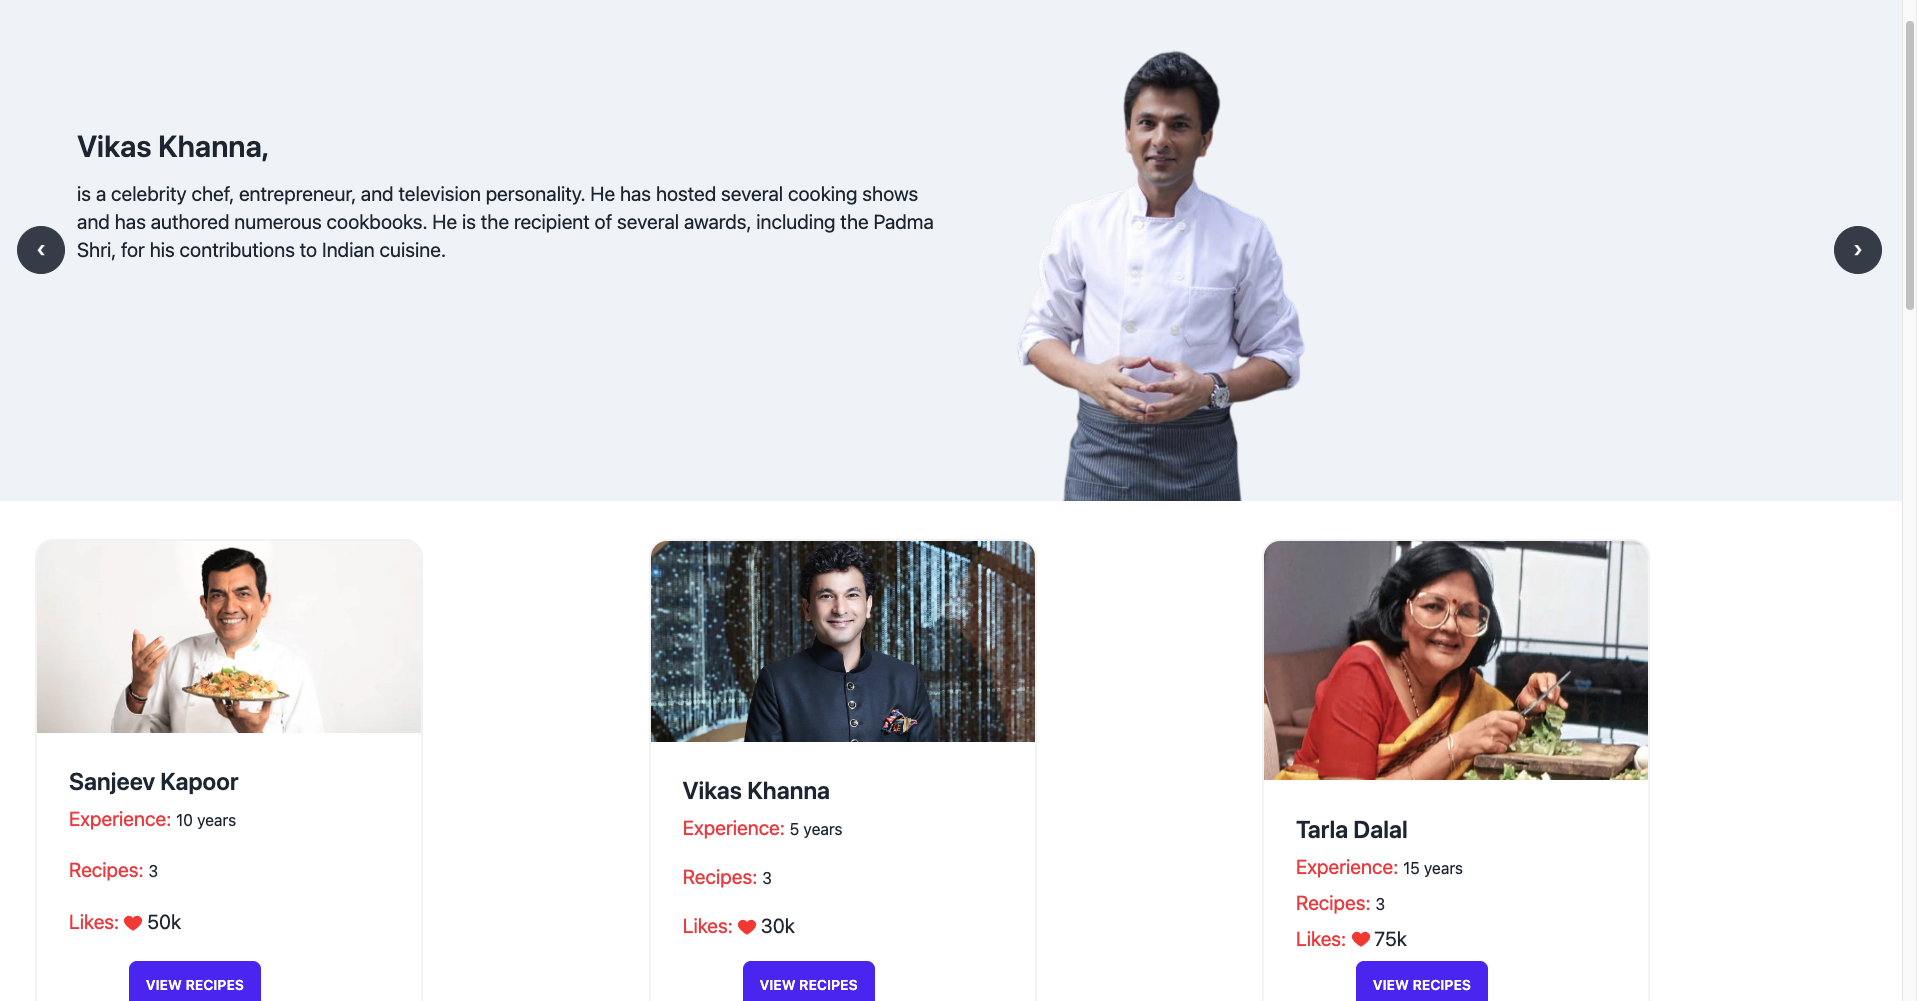 Vikas Khanna,
is a celebrity chef, entrepreneur, and television personality. He has hosted several cooking shows
and has authored numerous cookbooks. He is the recipient of several awards, including the Padma
Shri, for his contributions to Indian cuisine.
‹
›
Sanjeev Kapoor
Experience: 10 years
Recipes: 3
Likes: 50k
VIEW RECIPES
Vikas Khanna
Experience: 5 years
Recipes: 3
Likes: 30k
VIEW RECIPES
Tarla Dalal
Experience: 15 years
Recipes: 3
Likes: 75k
VIEW RECIPES